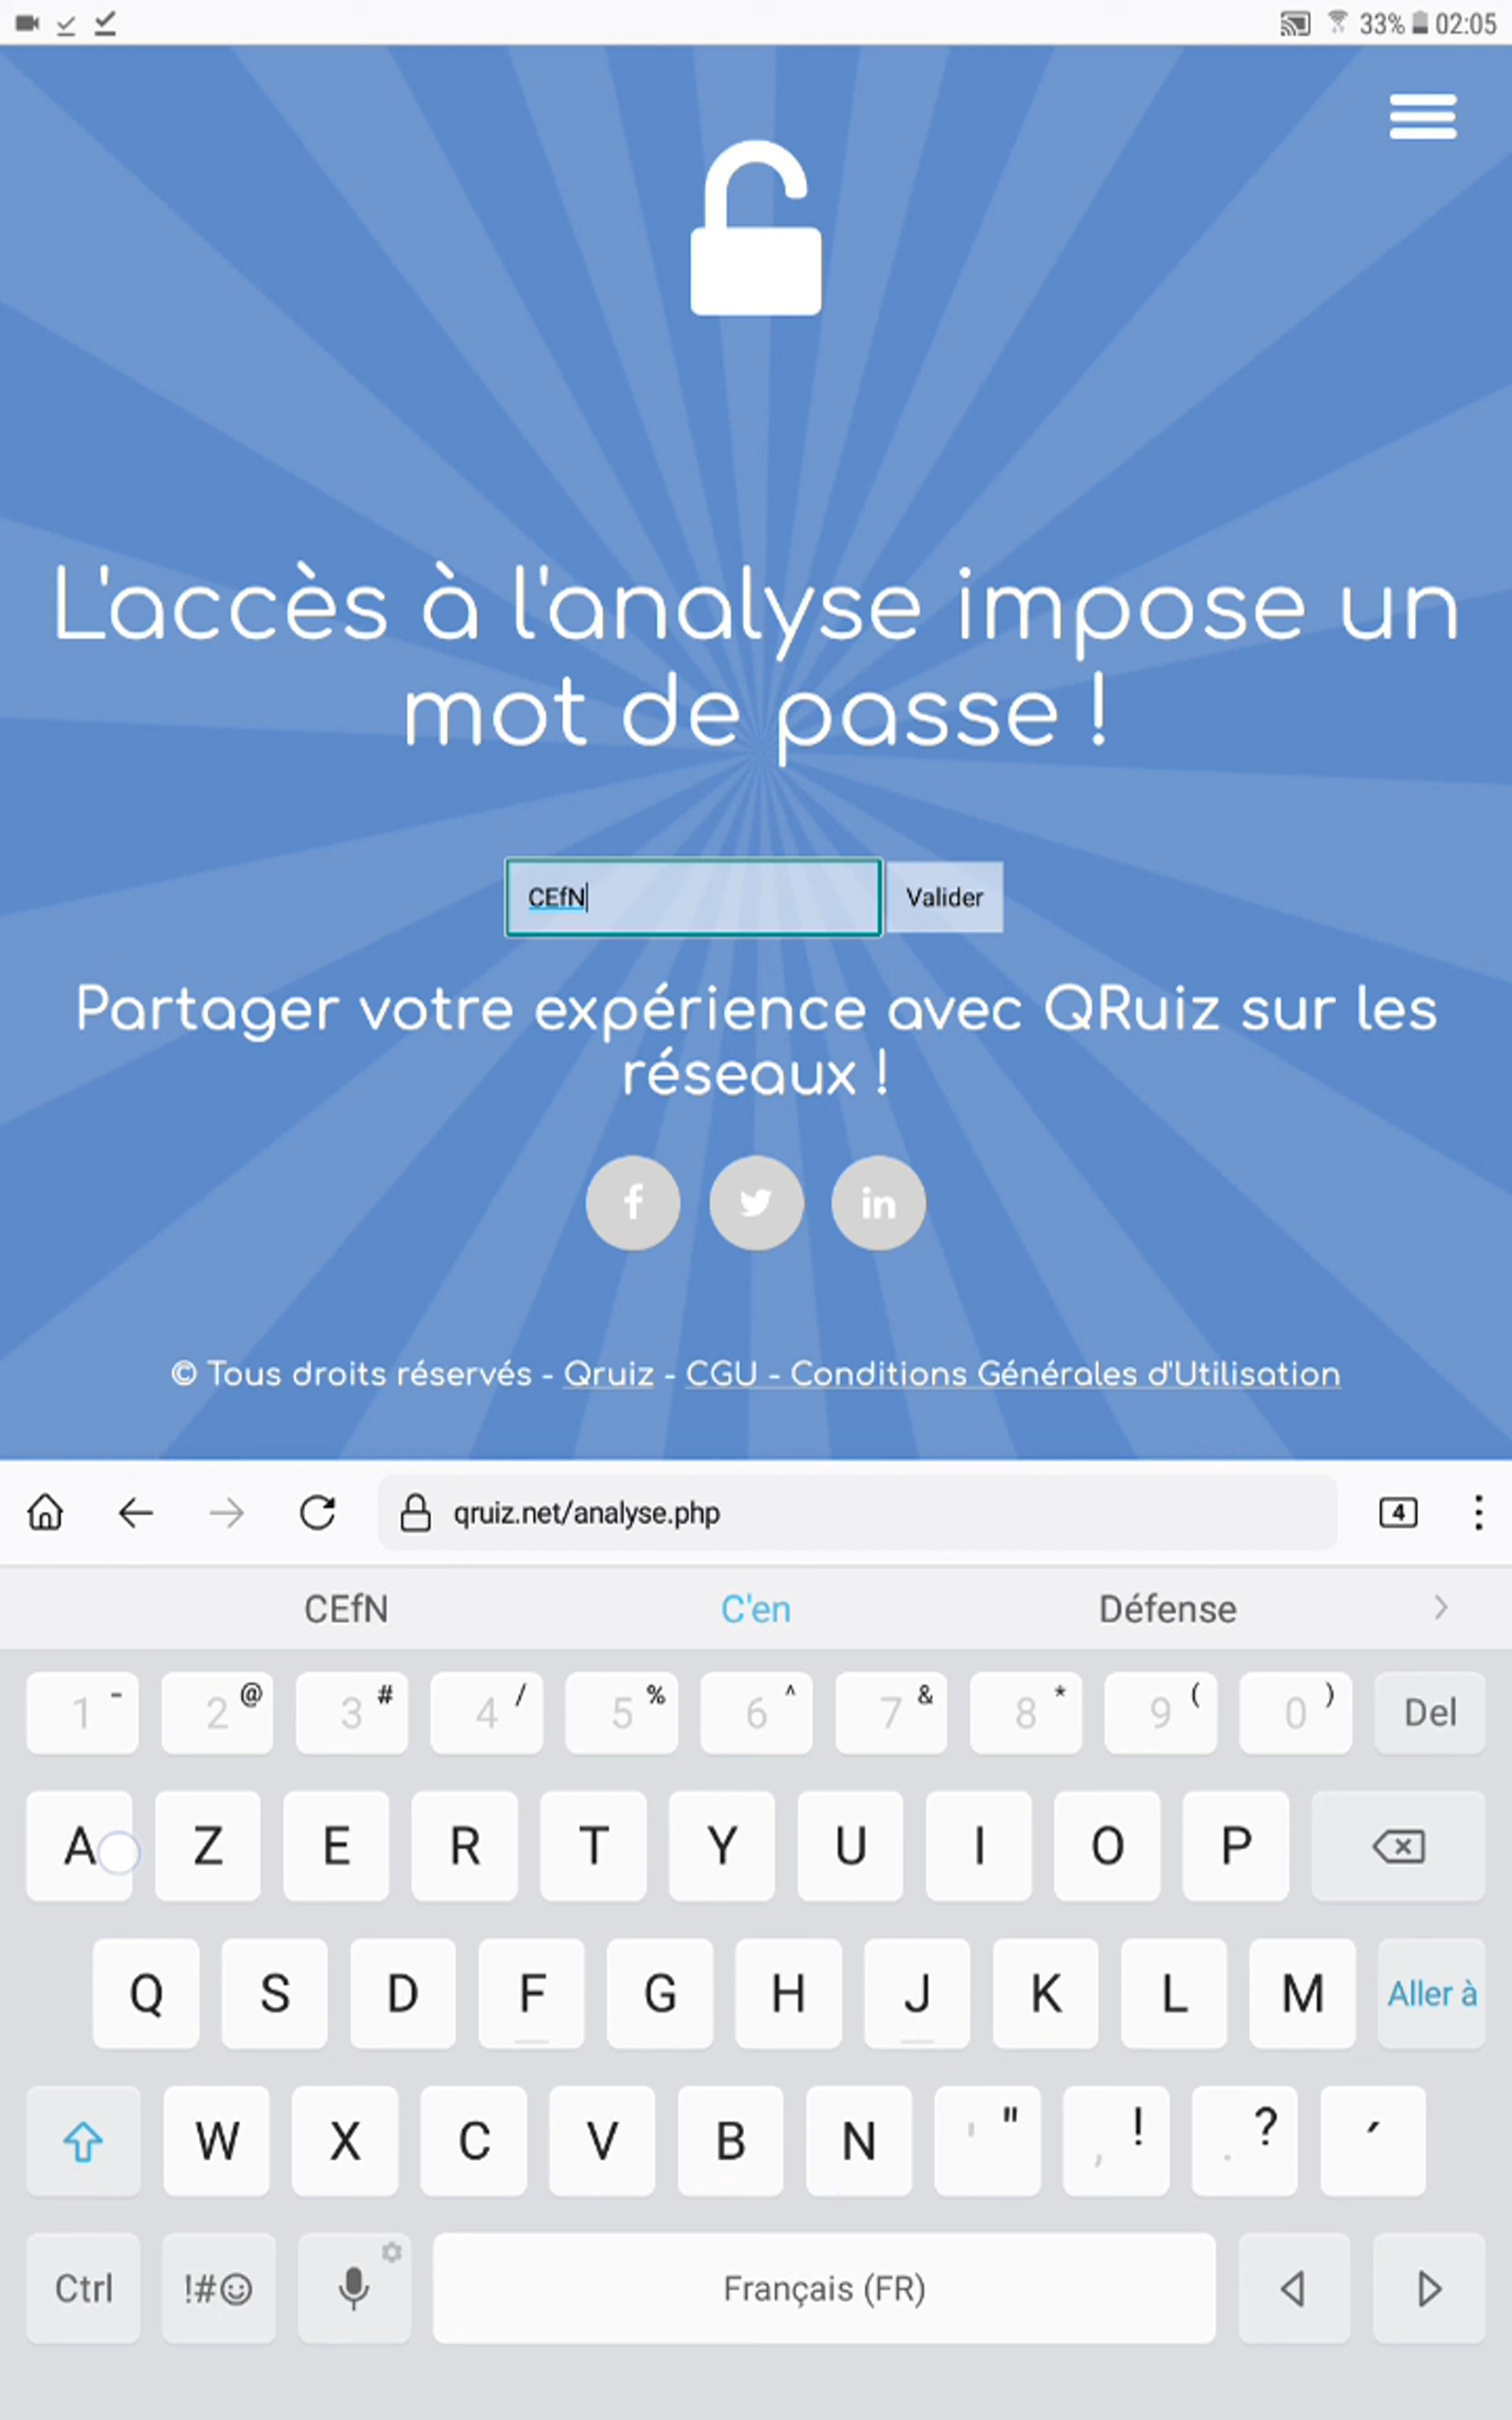 33% 02:05
L'accès à l'analyse impose un
mot de passe !
CEfN Valider
Partager votre expérience avec QRuiz sur les
réseaux !
f in
© Tous droits réservés - Qruiz - CGU - Conditions Générales d'Utilisation
qruiz.net/analyse.php 4
CEfN C'en Défense
1 - 2 @ 3 # 4 / 5 % 6 ^ 7 & 8 * 9 ( 0 ) Del
A Z E R T Y U I O P
Q S D F G H J K L M Aller à
W X C V B N ' " , ! . ? ´
Ctrl !#☺ Français (FR)